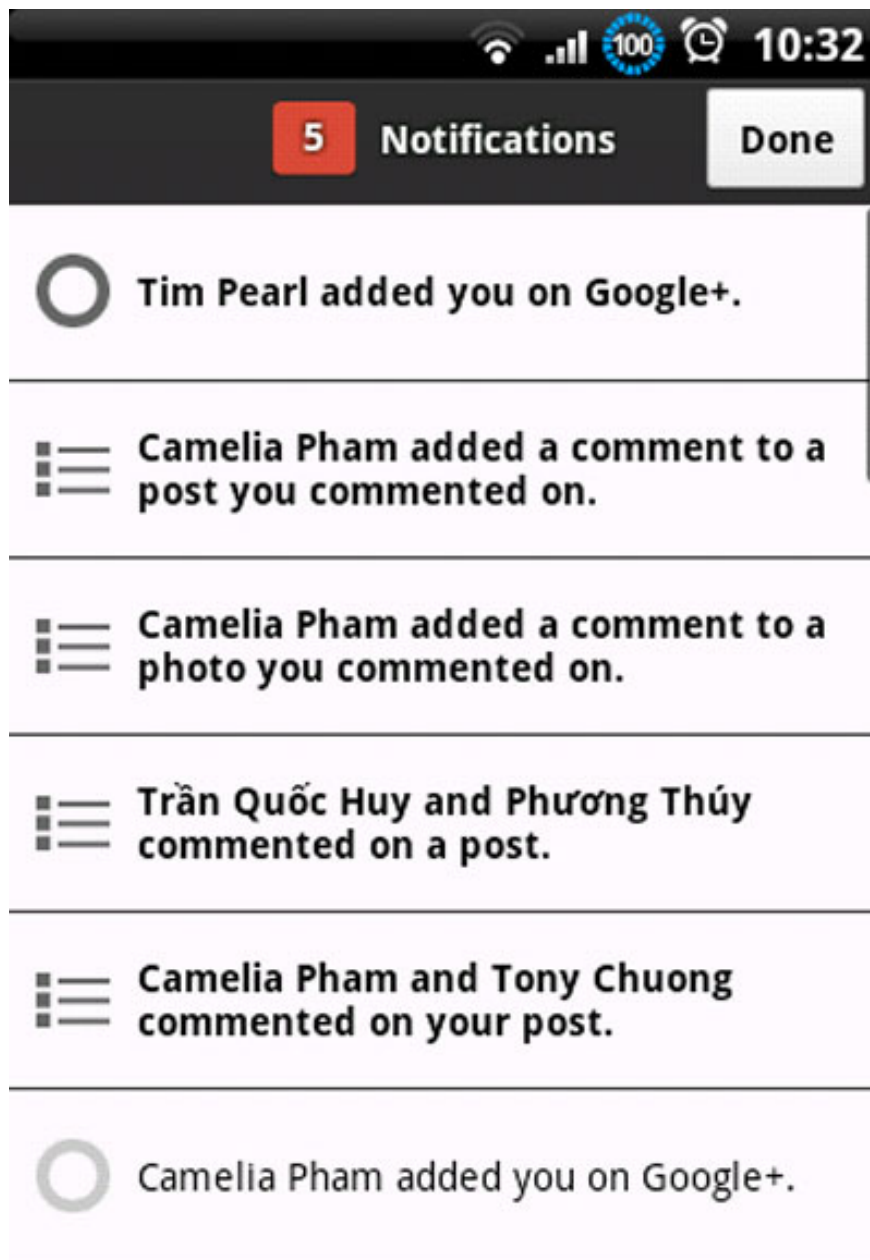 100 10:32
5 Notifications Done
Tim Pearl added you on Google+.
Camelia Pham added a comment to a
post you commented on.
Camelia Pham added a comment to a
photo you commented on.
Trần Quốc Huy and Phương Thúy
commented on a post.
Camelia Pham and Tony Chuong
commented on your post.
Camelia Pham added you on Google+.